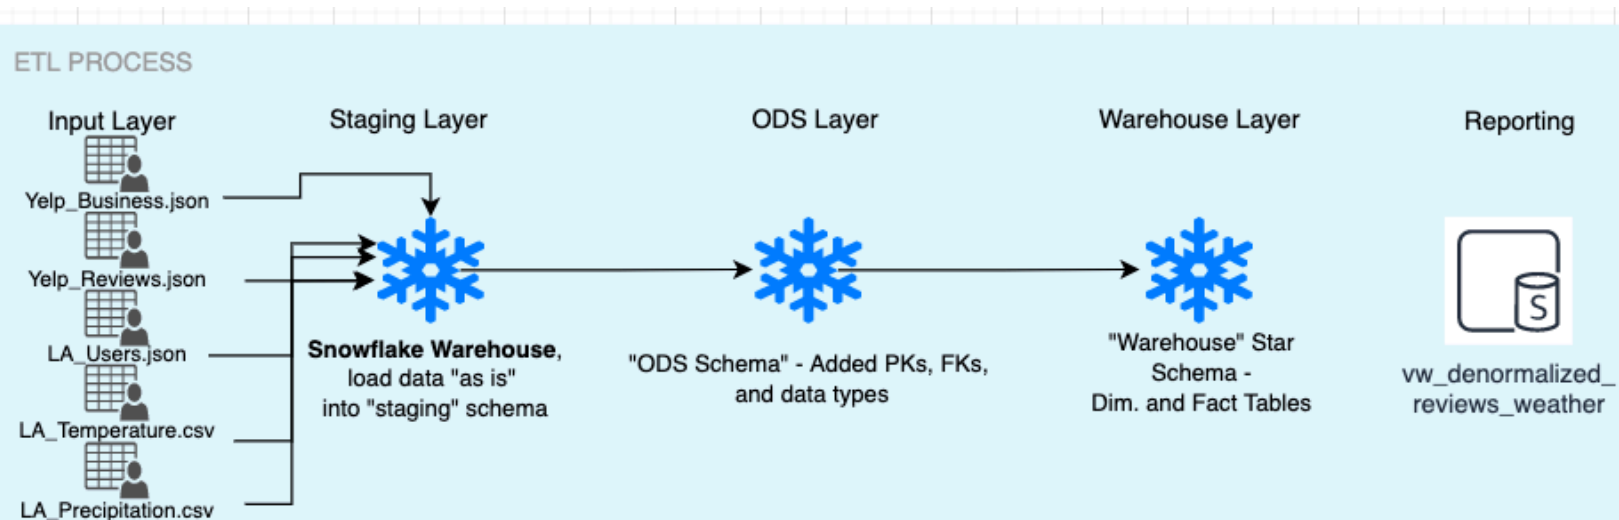 ETL PROCESS
Input Layer
Staging Layer
ODS Layer
Warehouse Layer
Reporting
Yelp_Business.json
Yelp_Reviews.json
LA_Users.json
LA_Temperature.csv
LA_Precipitation.csv
Snowflake Warehouse,
load data "as is"
into "staging" schema
"ODS Schema" - Added PKs, FKs,
and data types
"Warehouse" Star
Schema -
Dim. and Fact Tables
S
vw_denormalized_
reviews_weather